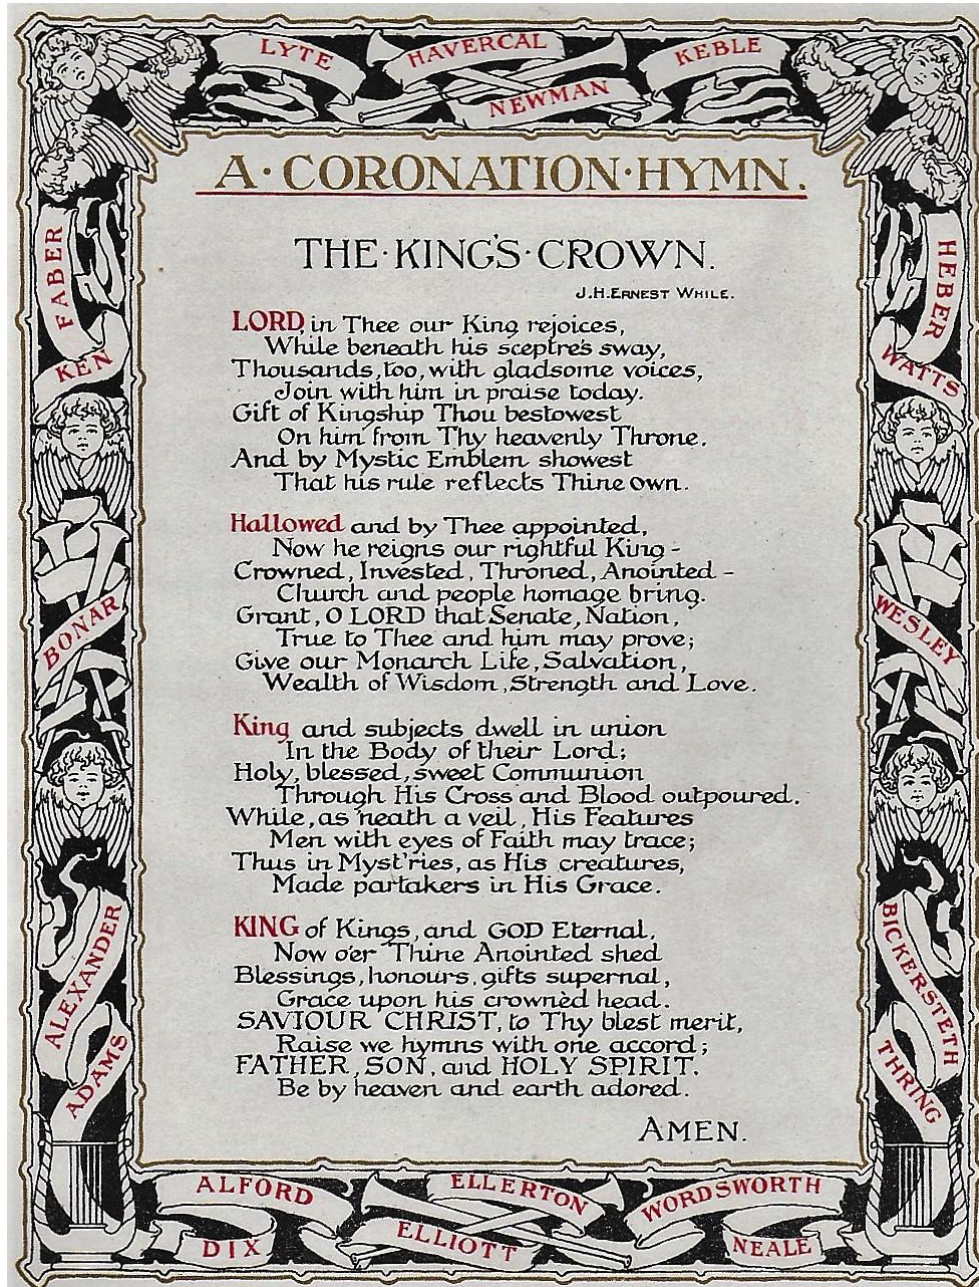 LYTE
HAVERCAL
KEBLE
NEWMAN
A·CORONATION·HYMN.
FABER
KEN
HEBER
WATTS
THE·KING'S·CROWN.
J.H.ERNEST WHILE.
LORD, in Thee our King rejoices,
While beneath his sceptre's sway,
Thousands, too, with gladsome voices,
Join with him in praise today.
Gift of Kingship Thou bestowest
On him from Thy heavenly Throne.
And by Mystic Emblem showest
That his rule reflects Thine own.
Hallowed and by Thee appointed,
Now he reigns our rightful King -
Crowned, Invested, Throned, Anointed -
Church and people homage bring.
Grant, O LORD that Senate, Nation,
True to Thee and him may prove;
Give our Monarch Life, Salvation,
Wealth of Wisdom, Strength and Love.
BONAR
WESLEY
King and subjects dwell in union
In the Body of their Lord;
Holy, blessed, sweet Communion
Through His Cross and Blood outpoured.
While, as 'neath a veil, His Features
Men with eyes of Faith may trace;
Thus in Myst'ries, as His creatures,
Made partakers in His Grace.
KING of Kings, and GOD Eternal,
Now o'er Thine Anointed shed
Blessings, honours, gifts supernal,
Grace upon his crownèd head.
SAVIOUR CHRIST, to Thy blest merit,
Raise we hymns with one accord;
FATHER, SON, and HOLY SPIRIT.
Be by heaven and earth adored.
AMEN.
ALEXANDER
ADAMS
BICKERSTETH
THRING
ALFORD
ELLERTON
WORDSWORTH
DIX
ELLIOTT
NEALE